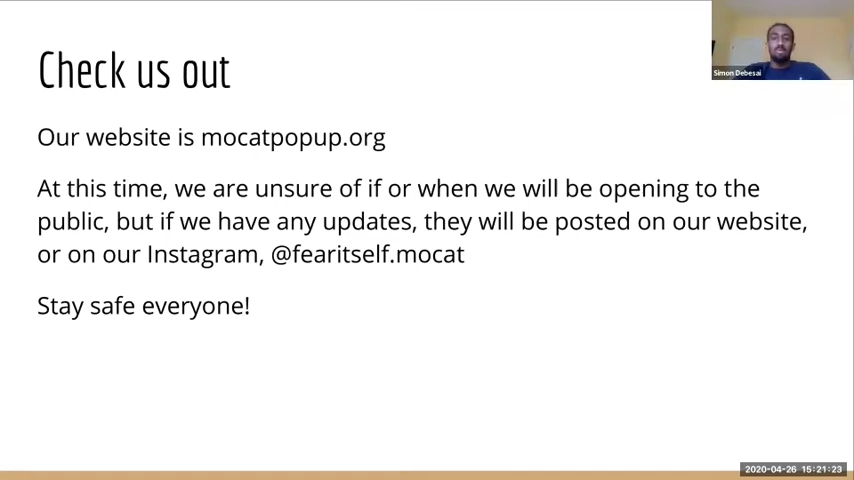 Check us out
Simon Debesai
Our website is mocatpopup.org
At this time, we are unsure of if or when we will be opening to the
public, but if we have any updates, they will be posted on our website,
or on our Instagram, @fearitself.mocat
Stay safe everyone!
2020-04-26 15:21:23